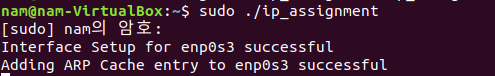 nam@nam-VirtualBox:~$ sudo ./ip_assignment
[sudo] nam의 암호:
Interface Setup for enp0s3 successful
Adding ARP Cache entry to enp0s3 successful